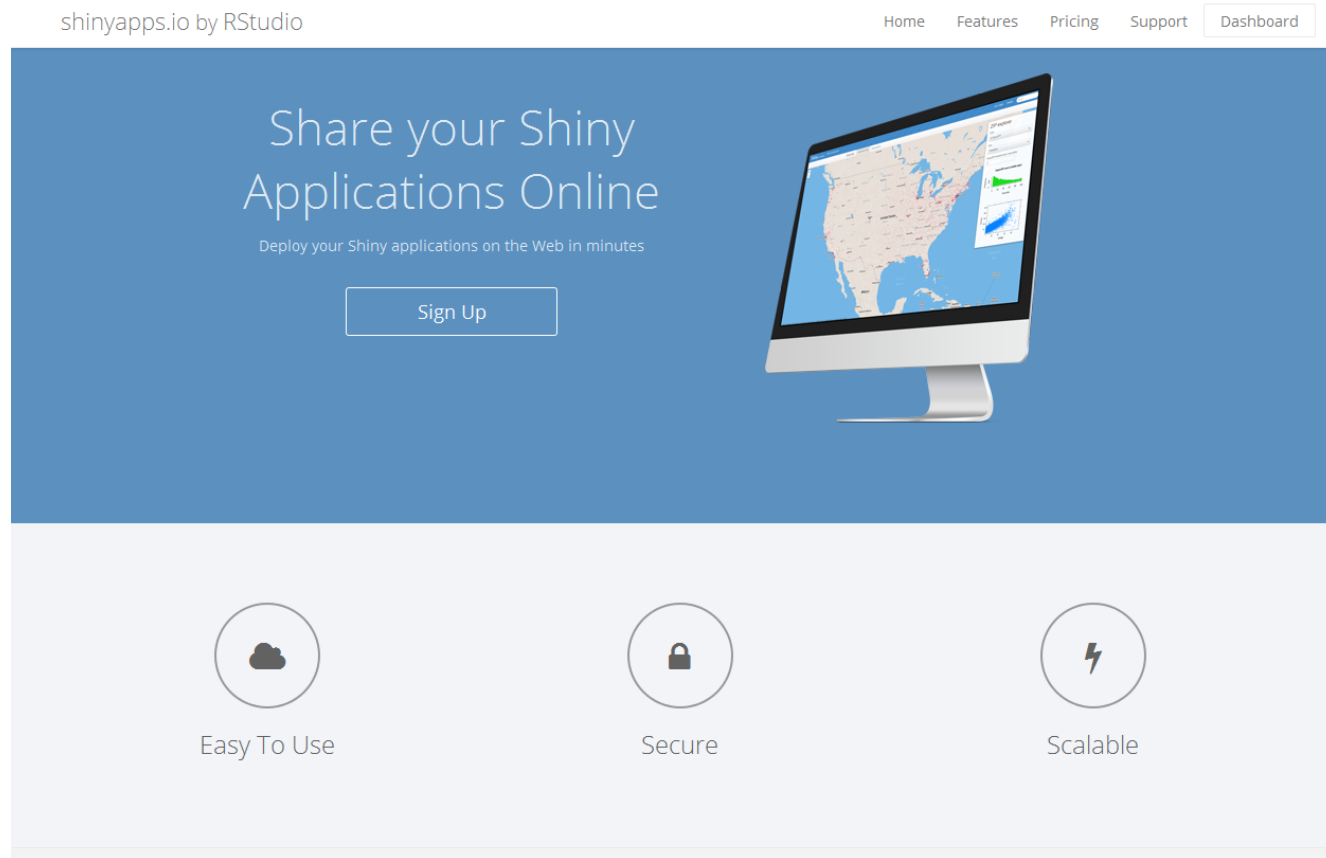 shinyapps.io by RStudio
Home Features Pricing Support Dashboard
Share your Shiny
Applications Online
Deploy your Shiny applications on the Web in minutes
Sign Up
Easy To Use
Secure
Scalable